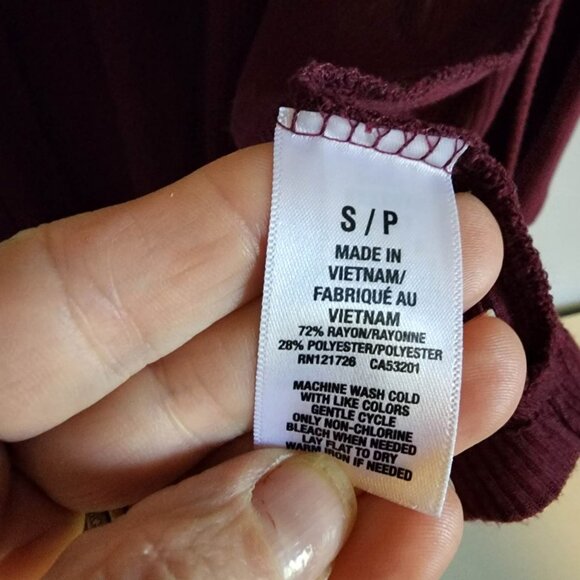 S / P
MADE IN
VIETNAM/
FABRIQUÉ AU
VIETNAM
72% RAYON/RAYONNE
28% POLYESTER/POLYESTER
RN121726 CA53201
MACHINE WASH COLD
WITH LIKE COLORS
GENTLE CYCLE
ONLY NON-CHLORINE
BLEACH WHEN NEEDED
LAY FLAT TO DRY
WARM IRON IF NEEDED